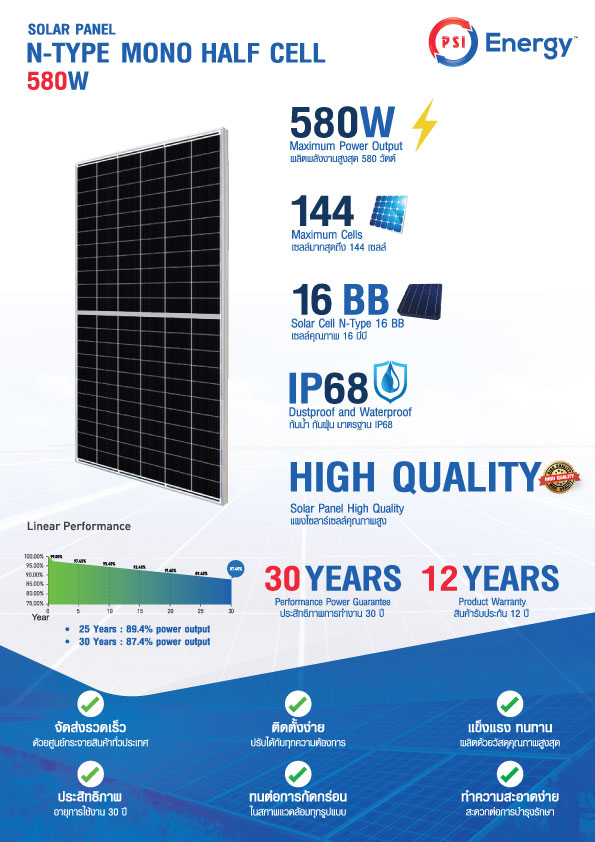 SOLAR PANEL
N-TYPE MONO HALF CELL
580W
PSI Energy™
580W
Maximum Power Output
ผลิตพลังงานสูงสุด 580 วัตต์
144
Maximum Cells
เซลล์มากสุดถึง 144 เซลล์
16 BB
Solar Cell N-Type 16 BB
เซลล์คุณภาพ 16 บีบี
IP68
Dustproof and Waterproof
กันน้ำ กันฝุ่น มาตรฐาน IP68
HIGH QUALITY
HIGH QUALITY
Solar Panel High Quality
แผงโซลาร์เซลล์คุณภาพสูง
Linear Performance
100.00%
95.00%
90.00%
85.00%
80.00%
75.00%
99.00%
97.40%
95.40%
93.40%
91.40%
89.40%
87.40%
0 5 10 15 20 25 30
Year
• 25 Years : 89.4% power output
• 30 Years : 87.4% power output
30 YEARS
Performance Power Guarantee
ประสิทธิภาพการทำงาน 30 ปี
12 YEARS
Product Warranty
สินค้ารับประกัน 12 ปี
จัดส่งรวดเร็ว
ด้วยศูนย์กระจายสินค้าทั่วประเทศ
ติดตั้งง่าย
ปรับได้กับทุกความต้องการ
แข็งแรง ทนทาน
ผลิตด้วยวัสดุคุณภาพสูงสุด
ประสิทธิภาพ
อายุการใช้งาน 30 ปี
ทนต่อการกัดกร่อน
ในสภาพแวดล้อมทุกรูปแบบ
ทำความสะอาดง่าย
สะดวกต่อการบำรุงรักษา